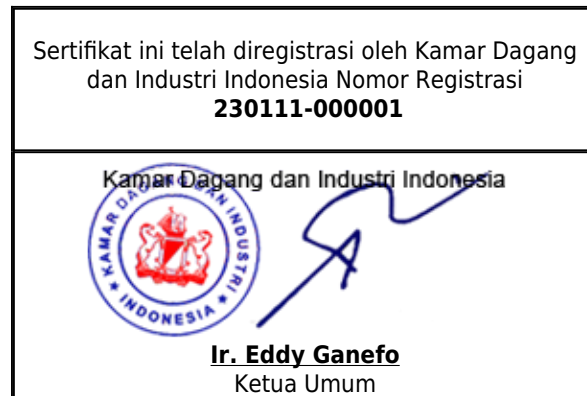 Sertifikat ini telah diregistrasi oleh Kamar Dagang
dan Industri Indonesia Nomor Registrasi
230111-000001
Kamar Dagang dan Industri Indonesia
KAMAR DAGANG DAN INDUSTRI
INDONESIA
Ir. Eddy Ganefo
Ketua Umum